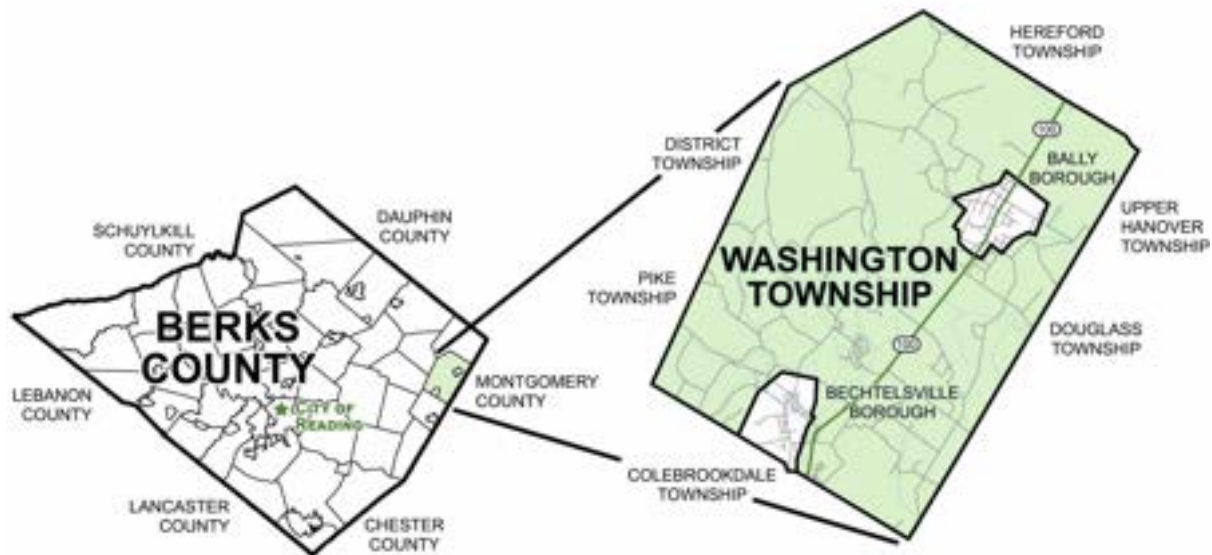 HEREFORD
TOWNSHIP
100
DISTRICT
TOWNSHIP
BALLY
BOROUGH
DAUPHIN
COUNTY
SCHUYLKILL
COUNTY
UPPER
HANOVER
TOWNSHIP
WASHINGTON
TOWNSHIP
PIKE
TOWNSHIP
BERKS
COUNTY
DOUGLASS
TOWNSHIP
100
BECHTELSVILLE
BOROUGH
MONTGOMERY
COUNTY
LEBANON
COUNTY
CITY OF
READING
COLEBROOKDALE
TOWNSHIP
LANCASTER
COUNTY
CHESTER
COUNTY